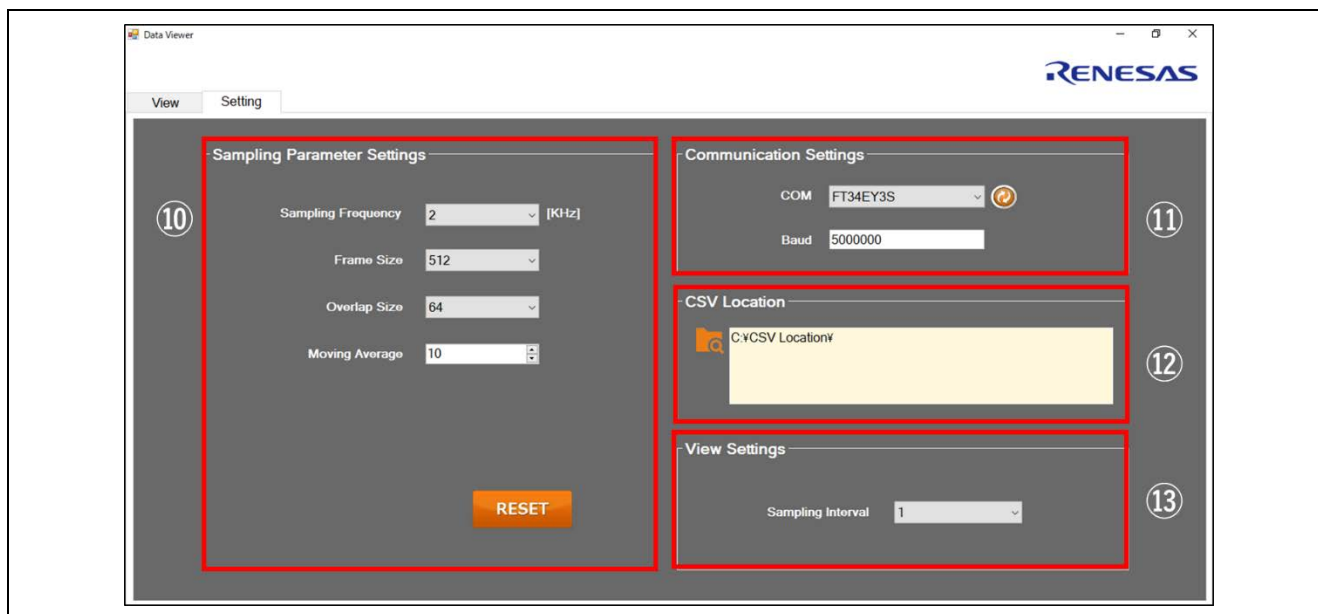 Data Viewer
RENESAS
View Setting
⑩
Sampling Parameter Settings
Sampling Frequency 2 [KHz]
Frame Size 512
Overlap Size 64
Moving Average 10
RESET
Communication Settings
COM FT34EY3S
Baud 5000000
⑪
CSV Location
C:¥CSV Location¥
⑫
View Settings
Sampling Interval 1
⑬